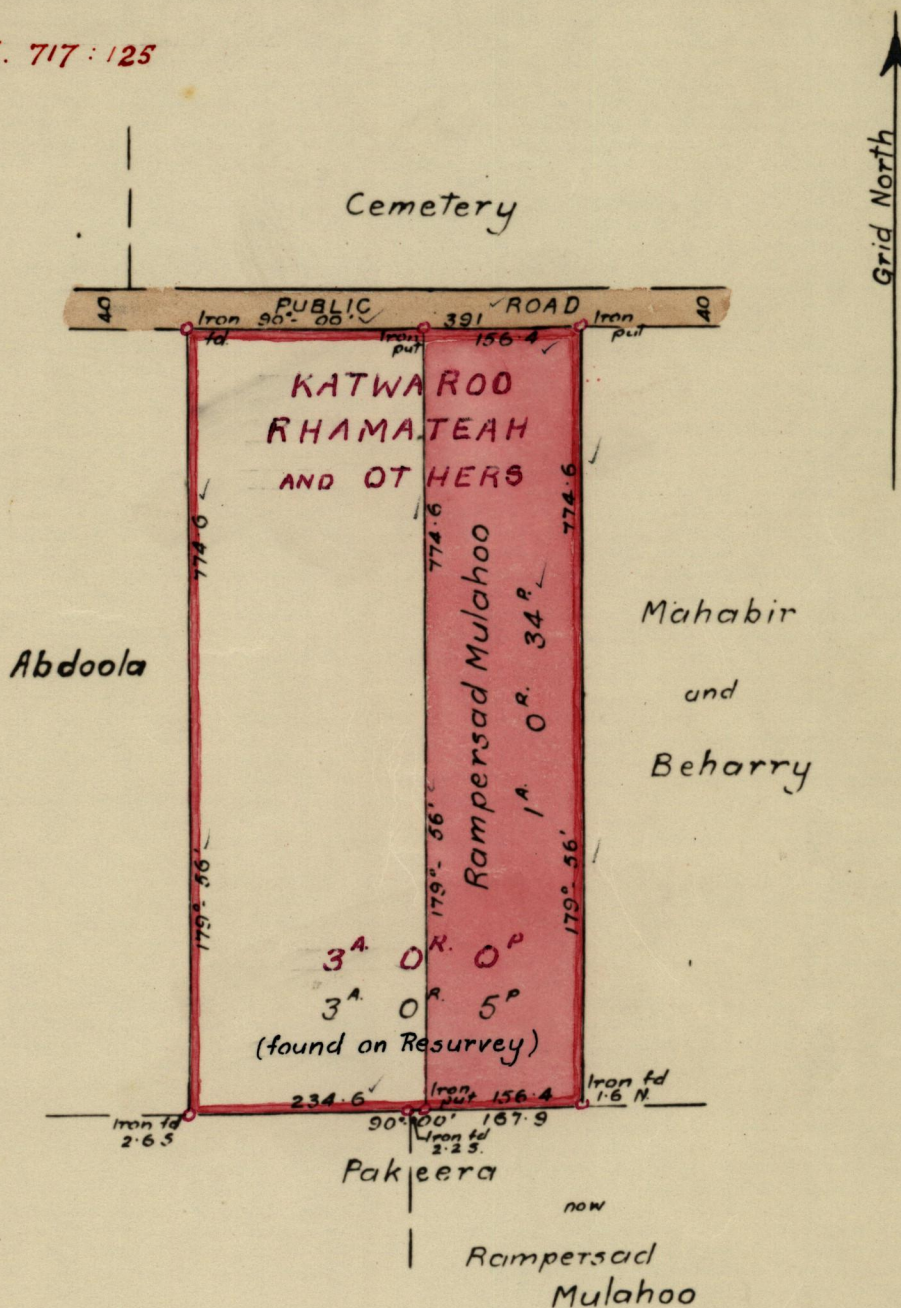 717:125
Grid North
Cemetery
40
PUBLIC ROAD
40
Iron fd.
90°- 00'
Iron put
391
156·4
Iron put
KATWAROO
RHAMATEAH
AND OTHERS
774·6
774·6
774·6
Rampersad Mulahoo
1A. 0R. 34P.
Abdoola
Mahabir
and
Beharry
179°- 56'
179°- 56'
179°- 56'
3A. 0R. 0P
3A. 0R. 5P
(found on Resurvey)
234·6
Iron put
156·4
Iron fd
1·6 N.
Iron fd
2·6 S
90°00'
167·9
Iron fd
2·2 S.
Pakeera
now
Rampersad
Mulahoo